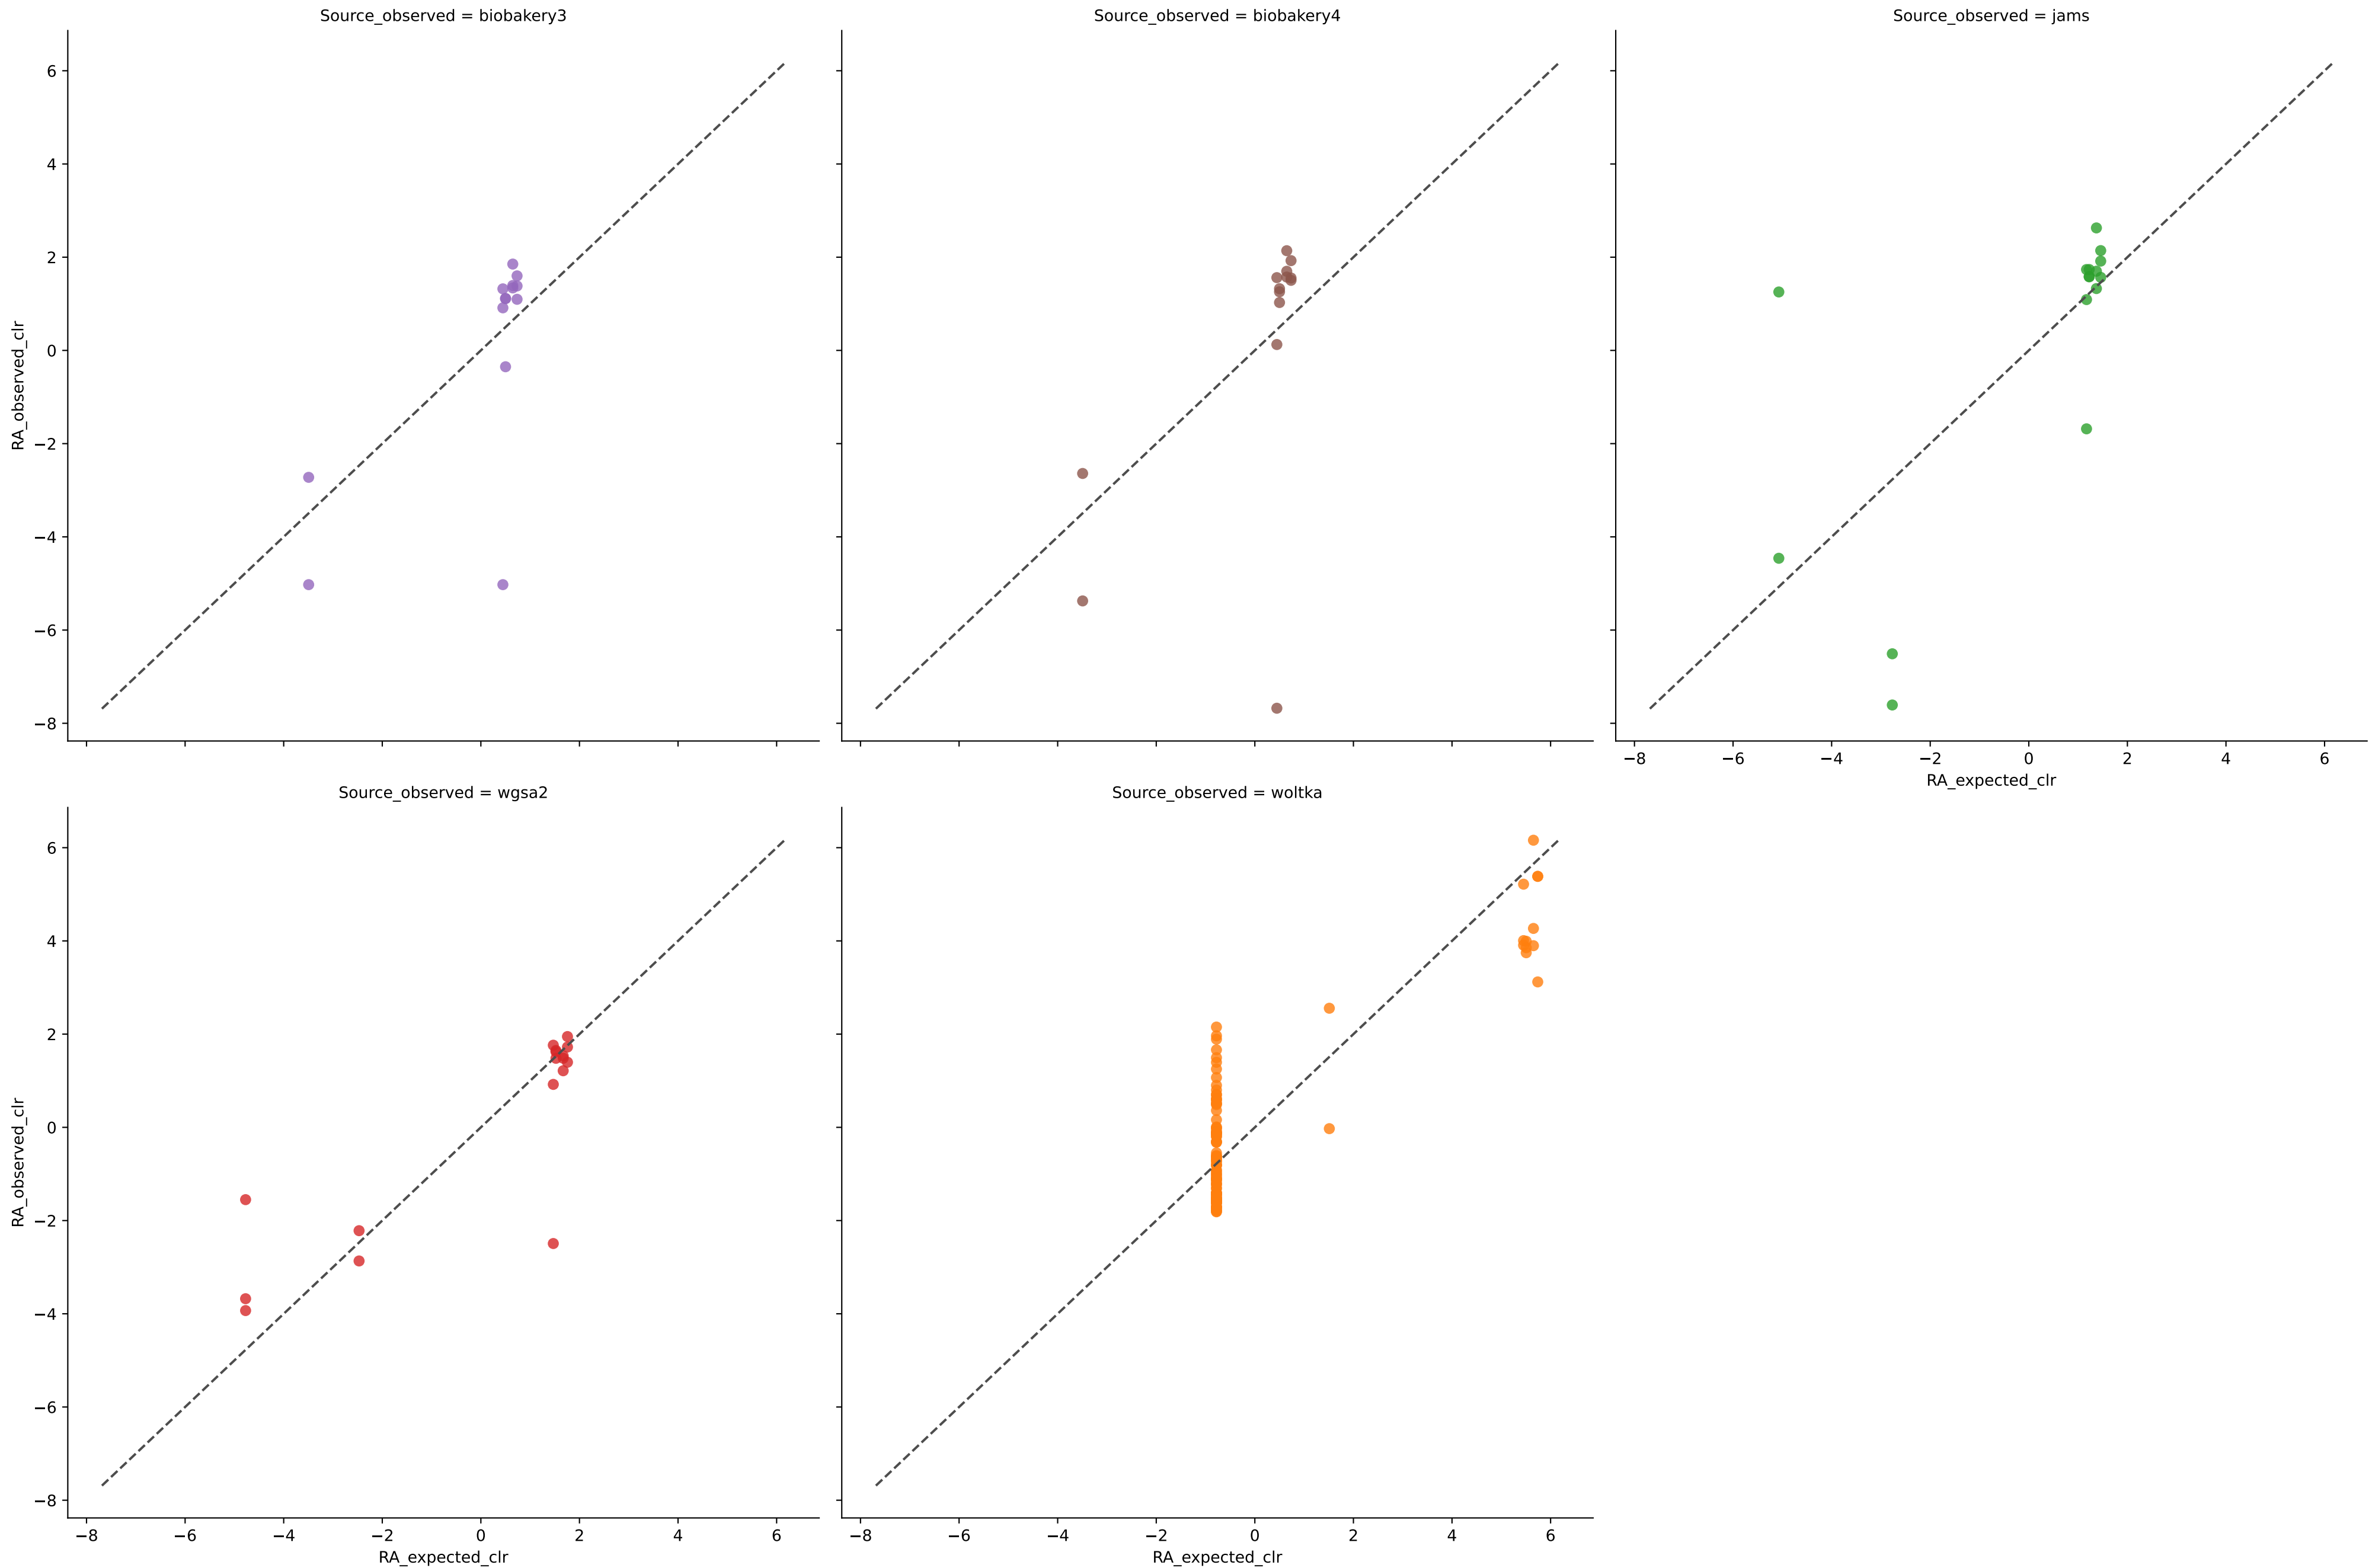 Source_observed = biobakery3
Source_observed = biobakery4
Source_observed = jams
6
4
2
0
−2
−4
−6
−8
RA_observed_clr
−8 −6 −4 −2 0 2 4 6
RA_expected_clr
Source_observed = wgsa2
Source_observed = woltka
6
4
2
0
−2
−4
−6
−8
RA_observed_clr
−8 −6 −4 −2 0 2 4 6
RA_expected_clr
−8 −6 −4 −2 0 2 4 6
RA_expected_clr